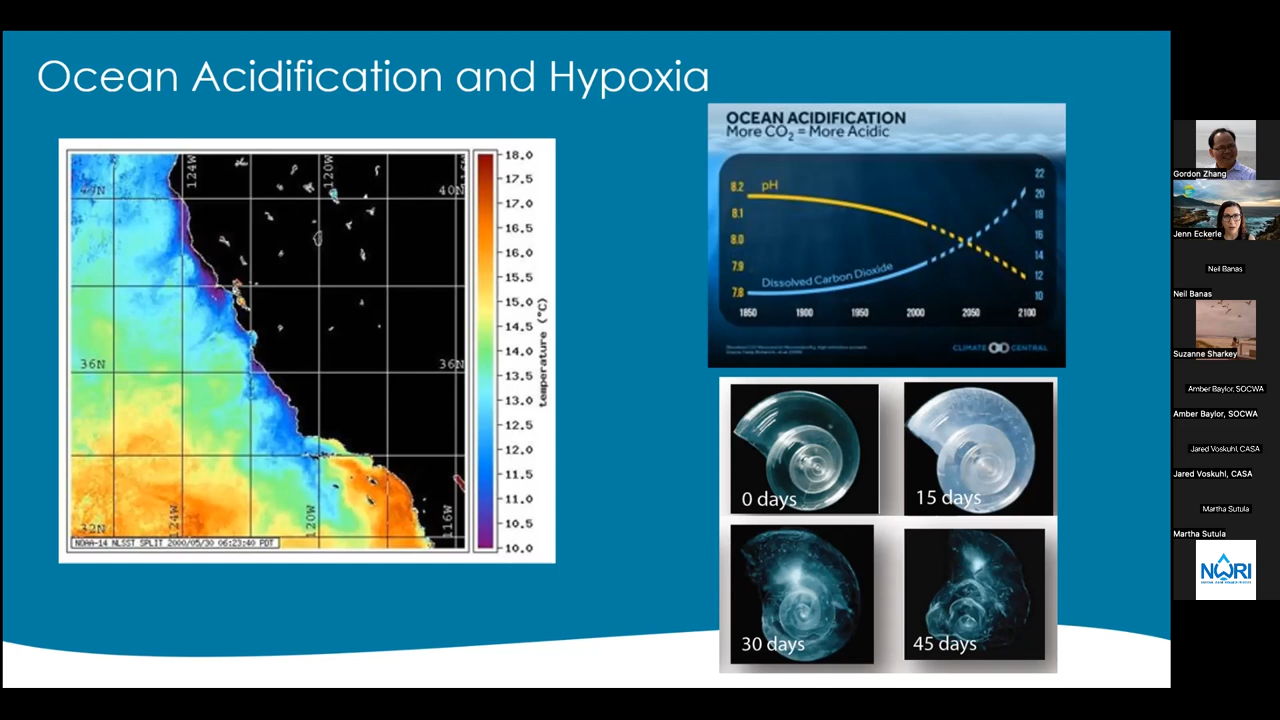 Ocean Acidification and Hypoxia
124W
120W
40N
36N
36N
32N
124W
120W
116W
NOAA-14 NLSST SPLIT 2000/05/30 06:23:40 PDT
18.0
17.5
17.0
16.5
16.0
15.5
15.0
14.5
14.0
13.5
13.0
12.5
12.0
11.5
11.0
10.5
10.0
temperature (°C)
OCEAN ACIDIFICATION
More CO₂ = More Acidic
8.2
8.1
8.0
7.9
7.8
pH
Dissolved Carbon Dioxide
22
20
18
16
14
12
10
1850
1900
1950
2000
2050
2100
CLIMATE CENTRAL
0 days
15 days
30 days
45 days
Gordon Zhang
Jenn Eckerle
Neil Banas
Neil Banas
Suzanne Sharkey
Amber Baylor, SOCWA
Amber Baylor, SOCWA
Jared Voskuhl, CASA
Jared Voskuhl, CASA
Martha Sutula
Martha Sutula
NWRI